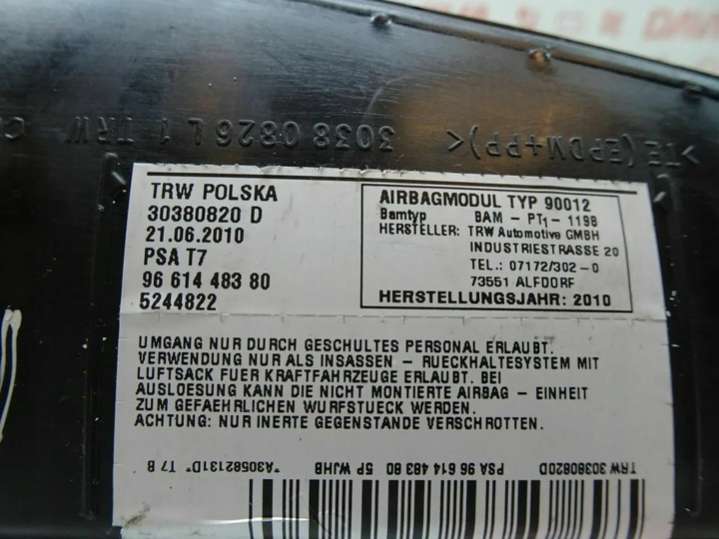 >TE(EPDM+PP)< 30380826 L 1 TRW
TRW POLSKA
30380820 D
21.06.2010
PSA T7
96 614 483 80
5244822
AIRBAGMODUL TYP 90012
Bamtyp BAM – PT1 – 1198
HERSTELLER: TRW Automotive GMBH
INDUSTRIESTRASSE 20
TEL.: 07172/302–0
73551 ALFDORF
HERSTELLUNGSJAHR: 2010
UMGANG NUR DURCH GESCHULTES PERSONAL ERLAUBT.
VERWENDUNG NUR ALS INSASSEN – RUECKHALTESYSTEM MIT
LUFTSACK FUER KRAFTFAHRZEUGE ERLAUBT. BEI
AUSLOESUNG KANN DIE NICHT MONTIERTE AIRBAG – EINHEIT
ZUM GEFAEHRLICHEN WURFSTUECK WERDEN.
ACHTUNG: NUR INERTE GEGENSTANDE VERSCHROTTEN.
TRW 30380820D PSA 96 614 483 80 5P WJHB *A30582131D* T7 B